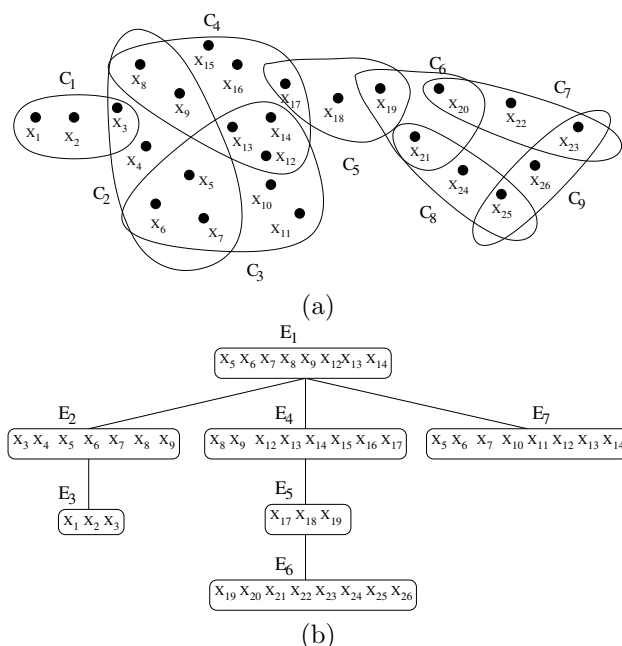 C4
C1 X8 X15 X16 C6 C7
X1 X2 X3 X9 X17 X18 X19 X20 X22
X4 X13 X14 X12 C5 X21 X23
C2 X5 X10 X24 X26
X6 X7 X11 C8 X25 C9
C3
(a)
E1
X5 X6 X7 X8 X9 X12 X13 X14
E2 E4 E7
X3 X4 X5 X6 X7 X8 X9 X8 X9 X12 X13 X14 X15 X16 X17 X5 X6 X7 X10 X11 X12 X13 X14
E3 E5
X1 X2 X3 X17 X18 X19
E6
X19 X20 X21 X22 X23 X24 X25 X26
(b)